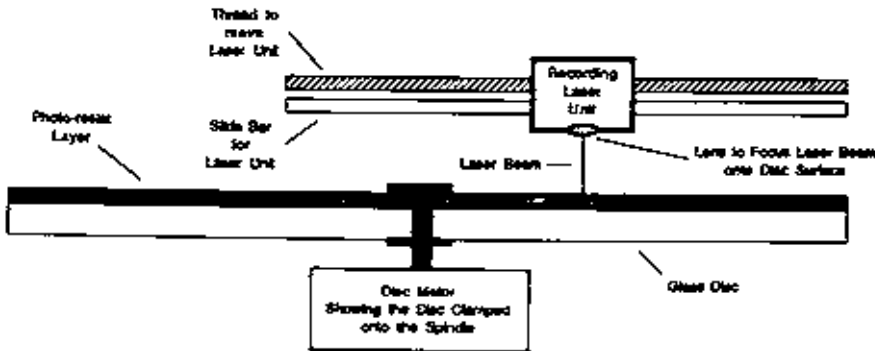 Thread to
move
Laser Unit
Recording
Laser
Unit
Photo-resist
Layer
Slide Bar
for
Laser Unit
Laser Beam
Lens to Focus Laser Beam
onto Disc Surface
Glass Disc
Disc Motor
Showing the Disc Clamped
onto the Spindle